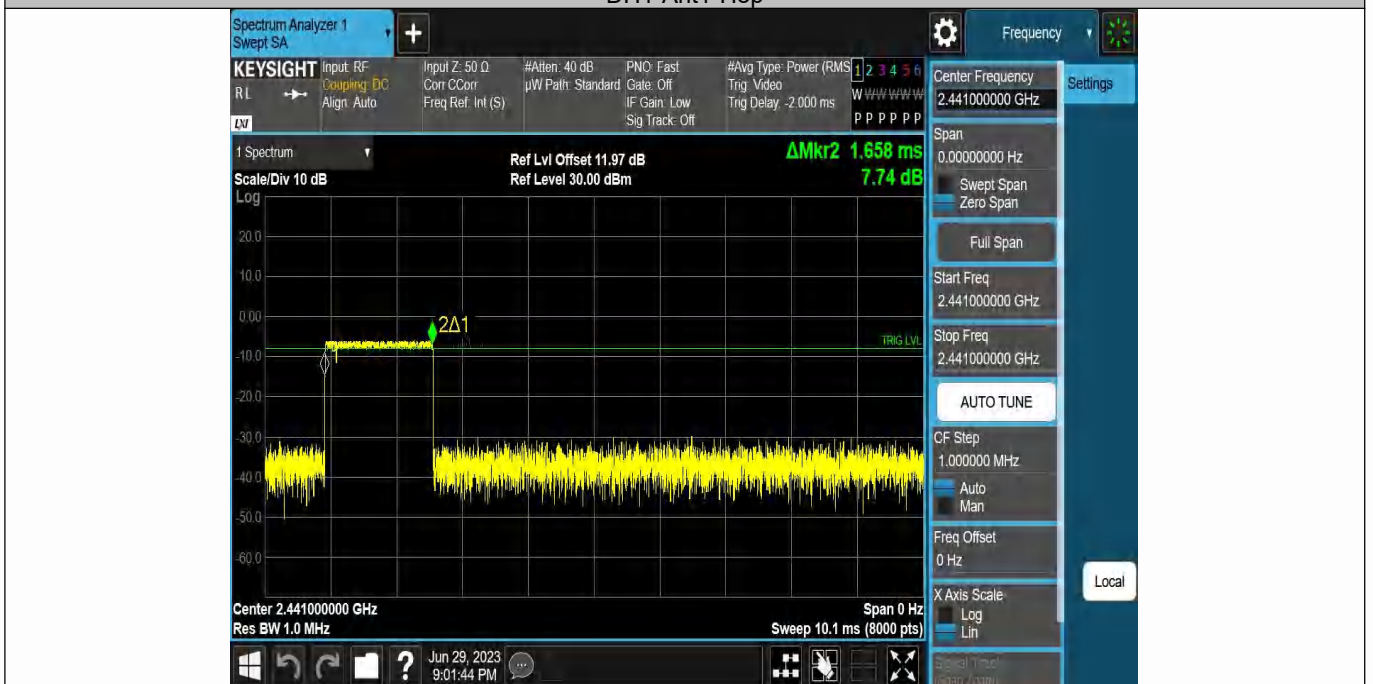 Spectrum Analyzer 1
Swept SA
Frequency
KEYSIGHT
RL
LXI
Input: RF
Coupling: DC
Align: Auto
Input Z: 50 Ω
Corr CCorr
Freq Ref: Int (S)
#Atten: 40 dB
µW Path: Standard
PNO: Fast
Gate: Off
IF Gain: Low
Sig Track: Off
#Avg Type: Power (RMS
Trig: Video
Trig Delay: -2.000 ms
1 2 3 4 5 6
W W W W W W
P P P P P P
1 Spectrum
Scale/Div 10 dB
Log
Ref Lvl Offset 11.97 dB
Ref Level 30.00 dBm
ΔMkr2 1.658 ms
7.74 dB
20.0
10.0
0.00
-10.0
-20.0
-30.0
-40.0
-50.0
-60.0
2Δ1
TRIG LVL
Center 2.441000000 GHz
Res BW 1.0 MHz
Span 0 Hz
Sweep 10.1 ms (8000 pts)
Jun 29, 2023
9:01:44 PM
Center Frequency
2.441000000 GHz
Settings
Span
0.00000000 Hz
Swept Span
Zero Span
Full Span
Start Freq
2.441000000 GHz
Stop Freq
2.441000000 GHz
AUTO TUNE
CF Step
1.000000 MHz
Auto
Man
Freq Offset
0 Hz
X Axis Scale
Log
Lin
Local